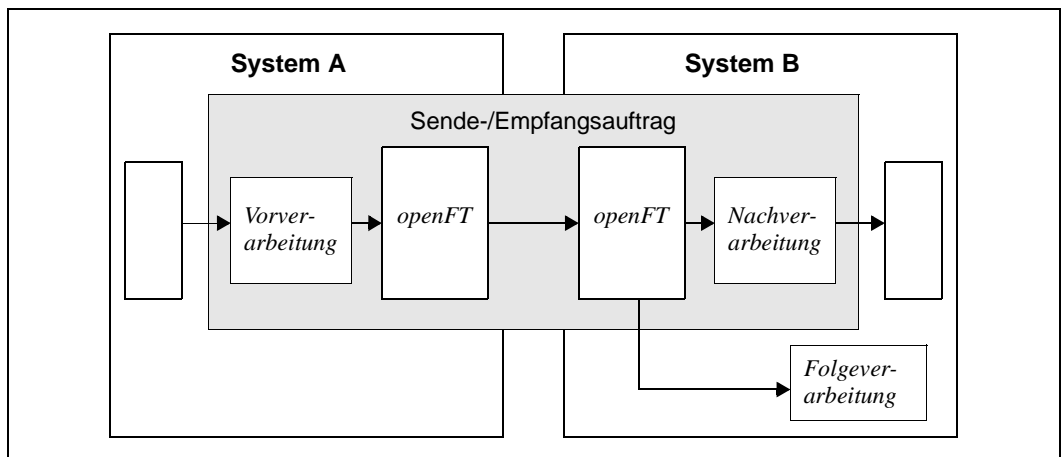 System A
System B
Sende-/Empfangsauftrag
Vorver-
arbeitung
openFT
openFT
Nachver-
arbeitung
Folgever-
arbeitung